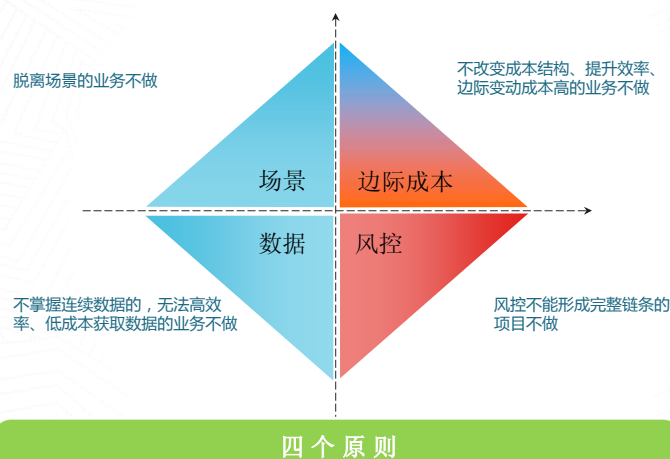 脱离场景的业务不做
不改变成本结构、提升效率、
边际变动成本高的业务不做
场景
边际成本
数据
风控
不掌握连续数据的，无法高效
率、低成本获取数据的业务不做
风控不能形成完整链条的
项目不做
四个原则